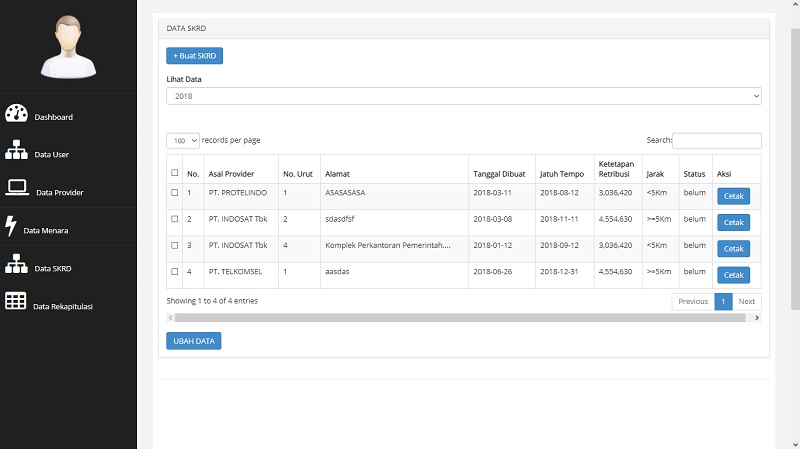 Dashboard
Data User
Data Provider
Data Menara
Data SKRD
Data Rekapitulasi
DATA SKRD
+ Buat SKRD
Lihat Data
2018
100 records per page Search:
No. Asal Provider No. Urut Alamat Tanggal Dibuat Jatuh Tempo Ketetapan Retribusi Jarak Status Aksi
1 PT. PROTELINDO 1 ASASASASA 2018-03-11 2018-08-12 3,036,420 <5Km belum Cetak
2 PT. INDOSAT Tbk 2 sdasdfsf 2018-03-08 2018-11-11 4,554,630 >=5Km belum Cetak
3 PT. INDOSAT Tbk 4 Komplek Perkantoran Pemerintah.... 2018-01-12 2018-09-12 3,036,420 <5Km belum Cetak
4 PT. TELKOMSEL 1 aasdas 2018-06-26 2018-12-31 4,554,630 >=5Km belum Cetak
Showing 1 to 4 of 4 entries Previous 1 Next
UBAH DATA